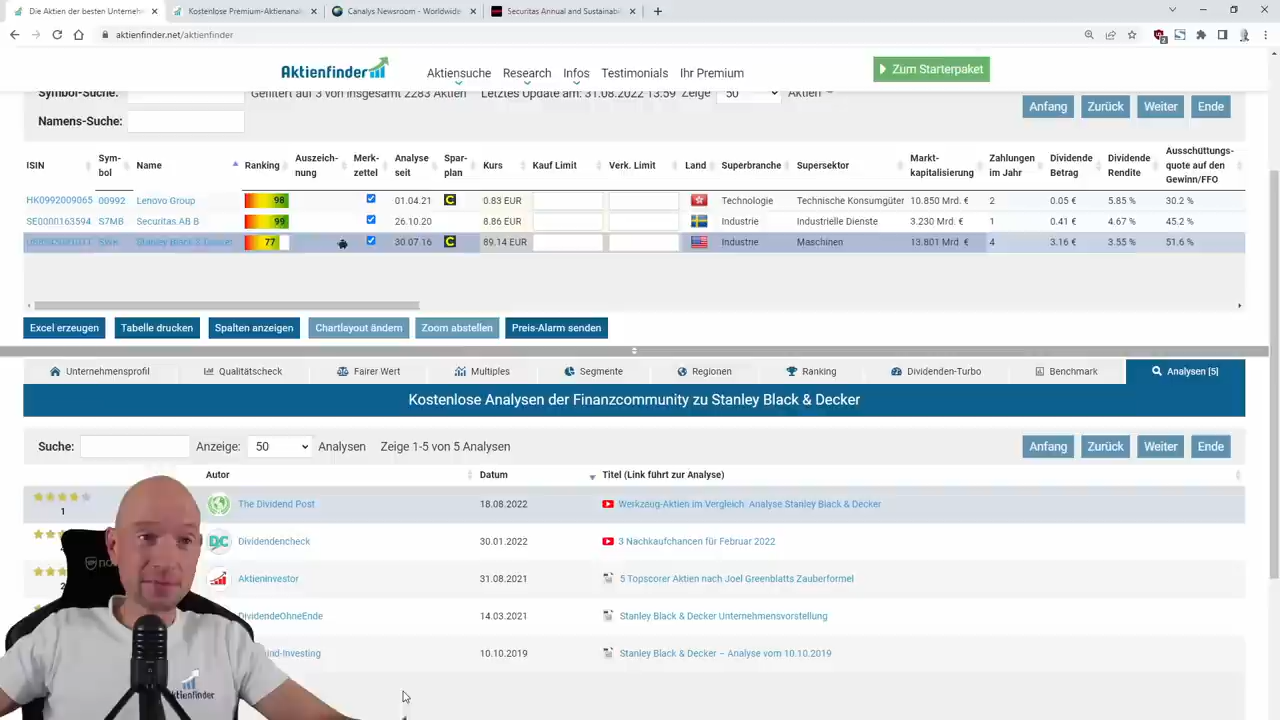 Die Aktien der besten Unterneh
Kostenlose Premium-Aktienanal
Canalys Newsroom - Worldwide
Securitas Annual and Sustainabil
aktienfinder.net/aktienfinder
Aktienfinder
Aktiensuche Research Infos Testimonials Ihr Premium
Zum Starterpaket
Symbol-Suche: Gefiltert auf 3 von insgesamt 2283 Aktien Letztes Update am: 31.08.2022 13:59 Zeige 50 Aktien
Anfang Zurück Weiter Ende
Namens-Suche:
ISIN Sym-bol Name Ranking Auszeich-nung Merk-zettel Analyse seit Spar-plan Kurs Kauf Limit Verk. Limit Land Superbranche Supersektor Markt-kapitalisierung Zahlungen im Jahr Dividende Betrag Dividende Rendite Ausschüttungs-quote auf den Gewinn/FFO
HK0992009065 00992 Lenovo Group 98 01.04.21 C 0.83 EUR Technologie Technische Konsumgüter 10.850 Mrd. € 2 0.05 € 5.85 % 30.2 %
SE0000163594 S7MB Securitas AB B 99 26.10.20 8.86 EUR Industrie Industrielle Dienste 3.230 Mrd. € 1 0.41 € 4.67 % 45.2 %
SWK Stanley Black & Decker 77 30.07.16 C 89.14 EUR Industrie Maschinen 13.801 Mrd. € 4 3.16 € 3.55 % 51.6 %
Excel erzeugen Tabelle drucken Spalten anzeigen Chartlayout ändern Zoom abstellen Preis-Alarm senden
Unternehmensprofil Qualitätscheck Fairer Wert Multiples Segmente Regionen Ranking Dividenden-Turbo Benchmark Analysen [5]
Kostenlose Analysen der Finanzcommunity zu Stanley Black & Decker
Suche: Anzeige: 50 Analysen Zeige 1-5 von 5 Analysen
Anfang Zurück Weiter Ende
Autor Datum Titel (Link führt zur Analyse)
1 The Dividend Post 18.08.2022 Werkzeug-Aktien im Vergleich: Analyse Stanley Black & Decker
DC Dividendencheck 30.01.2022 3 Nachkaufchancen für Februar 2022
Aktieninvestor 31.08.2021 5 Topscorer Aktien nach Joel Greenblatts Zauberformel
DividendeOhneEnde 14.03.2021 Stanley Black & Decker Unternehmensvorstellung
ind-Investing 10.10.2019 Stanley Black & Decker – Analyse vom 10.10.2019
ktienfinder